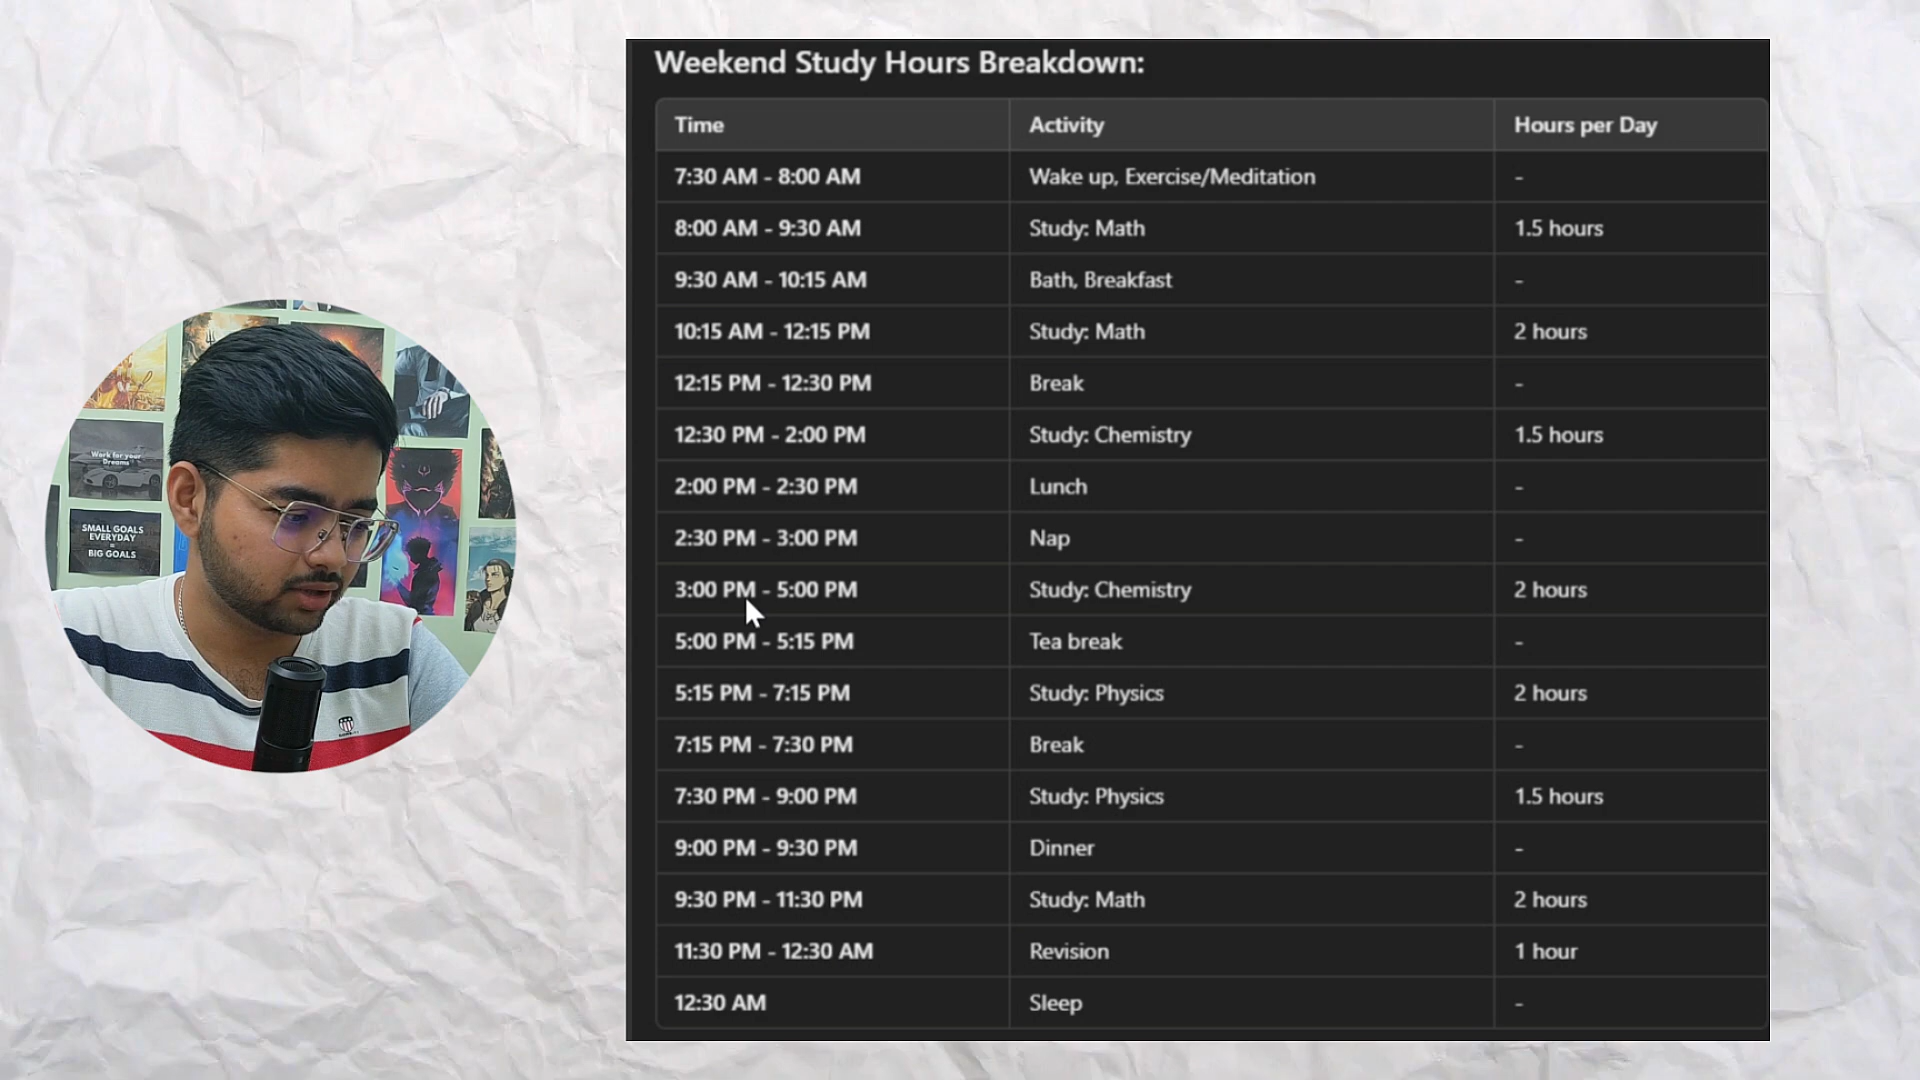 Weekend Study Hours Breakdown:
Time Activity Hours per Day
7:30 AM - 8:00 AM Wake up, Exercise/Meditation -
8:00 AM - 9:30 AM Study: Math 1.5 hours
9:30 AM - 10:15 AM Bath, Breakfast -
10:15 AM - 12:15 PM Study: Math 2 hours
12:15 PM - 12:30 PM Break -
12:30 PM - 2:00 PM Study: Chemistry 1.5 hours
2:00 PM - 2:30 PM Lunch -
2:30 PM - 3:00 PM Nap -
3:00 PM - 5:00 PM Study: Chemistry 2 hours
5:00 PM - 5:15 PM Tea break -
5:15 PM - 7:15 PM Study: Physics 2 hours
7:15 PM - 7:30 PM Break -
7:30 PM - 9:00 PM Study: Physics 1.5 hours
9:00 PM - 9:30 PM Dinner -
9:30 PM - 11:30 PM Study: Math 2 hours
11:30 PM - 12:30 AM Revision 1 hour
12:30 AM Sleep -
Work for your
Dreams
SMALL GOALS
EVERYDAY
=
BIG GOALS